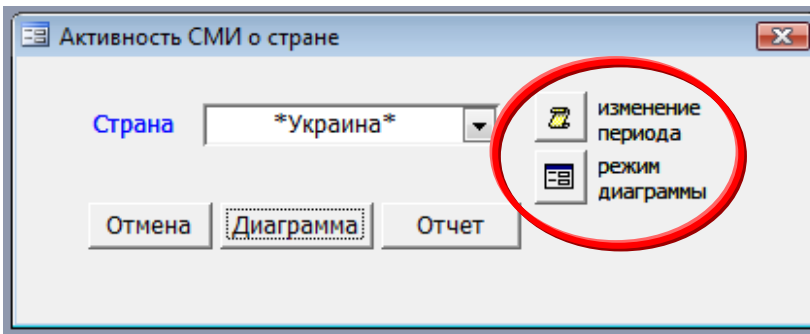 Активность СМИ о стране
Страна
*Украина*
изменение
периода
режим
диаграммы
Отмена
Диаграмма
Отчет